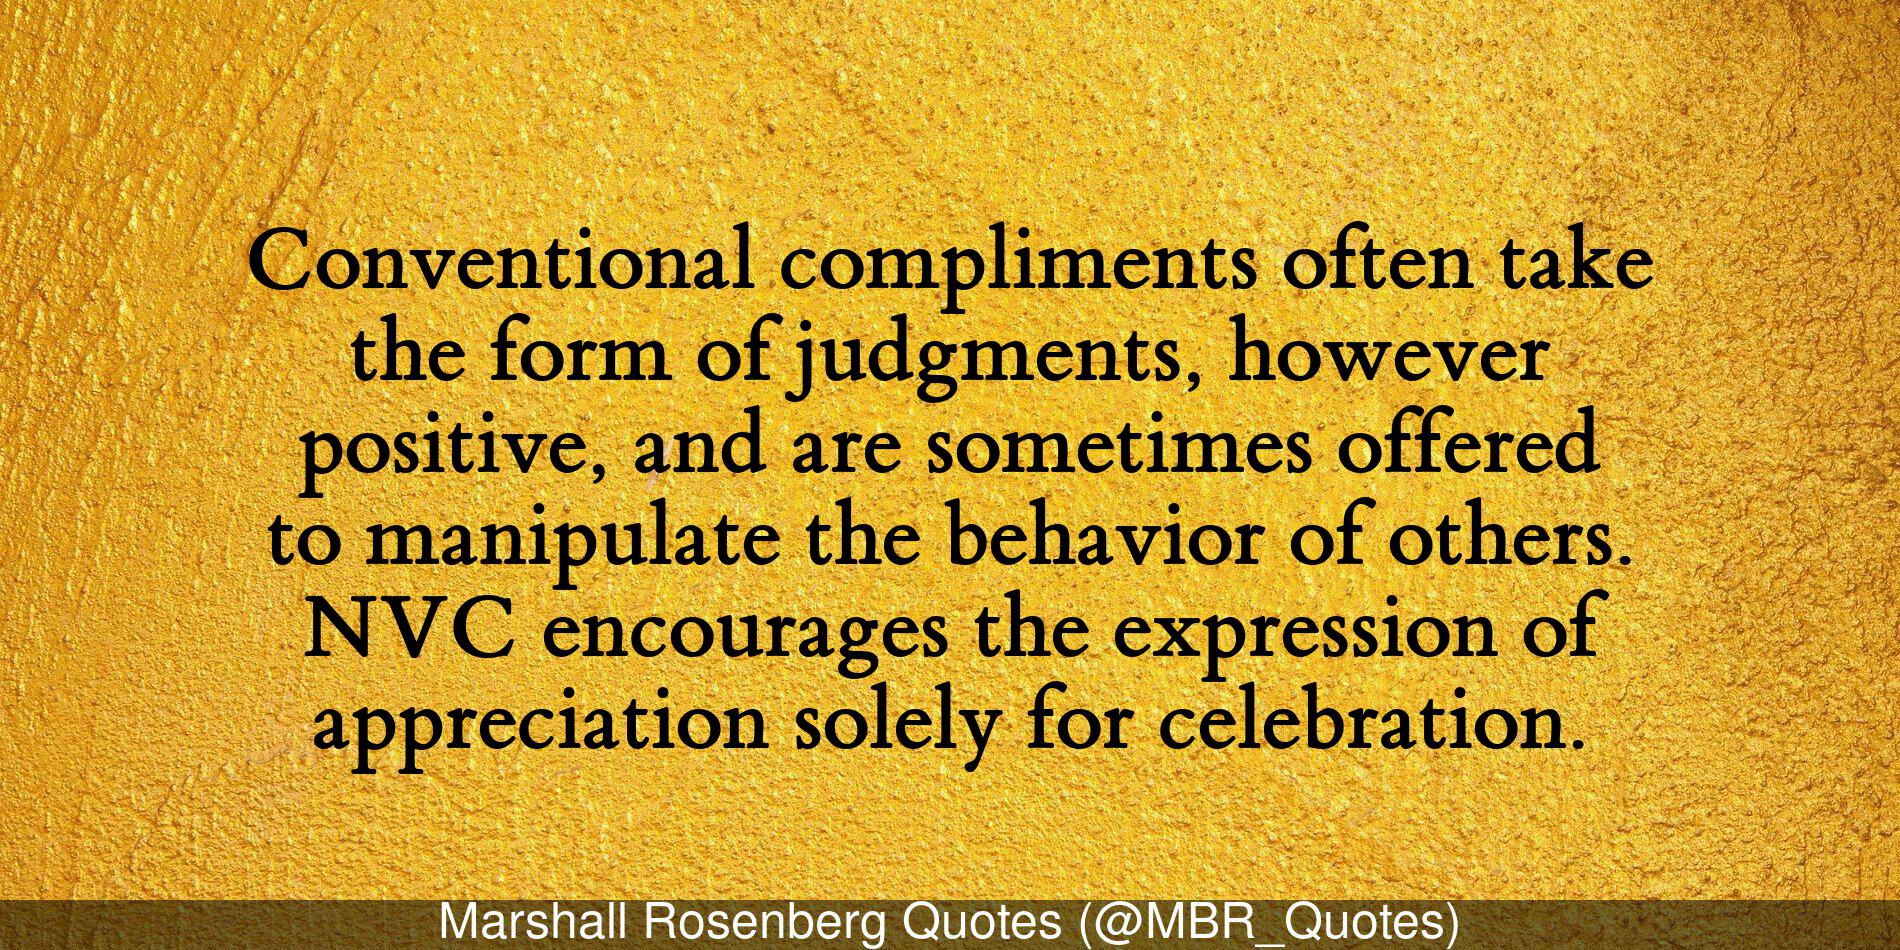 Conventional compliments often take
the form of judgments, however
positive, and are sometimes offered
to manipulate the behavior of others.
NVC encourages the expression of
appreciation solely for celebration.
Marshall Rosenberg Quotes (@MBR_Quotes)